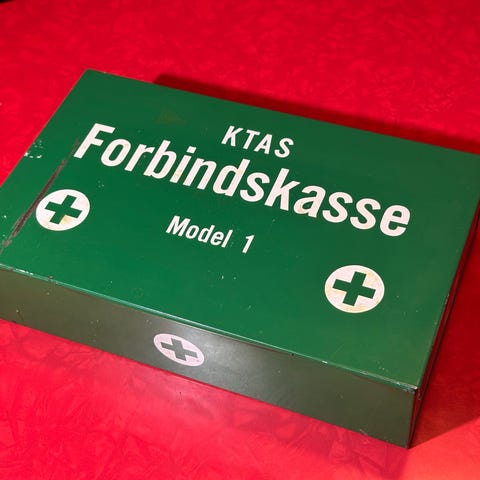 KTAS
Forbindskasse
Model 1